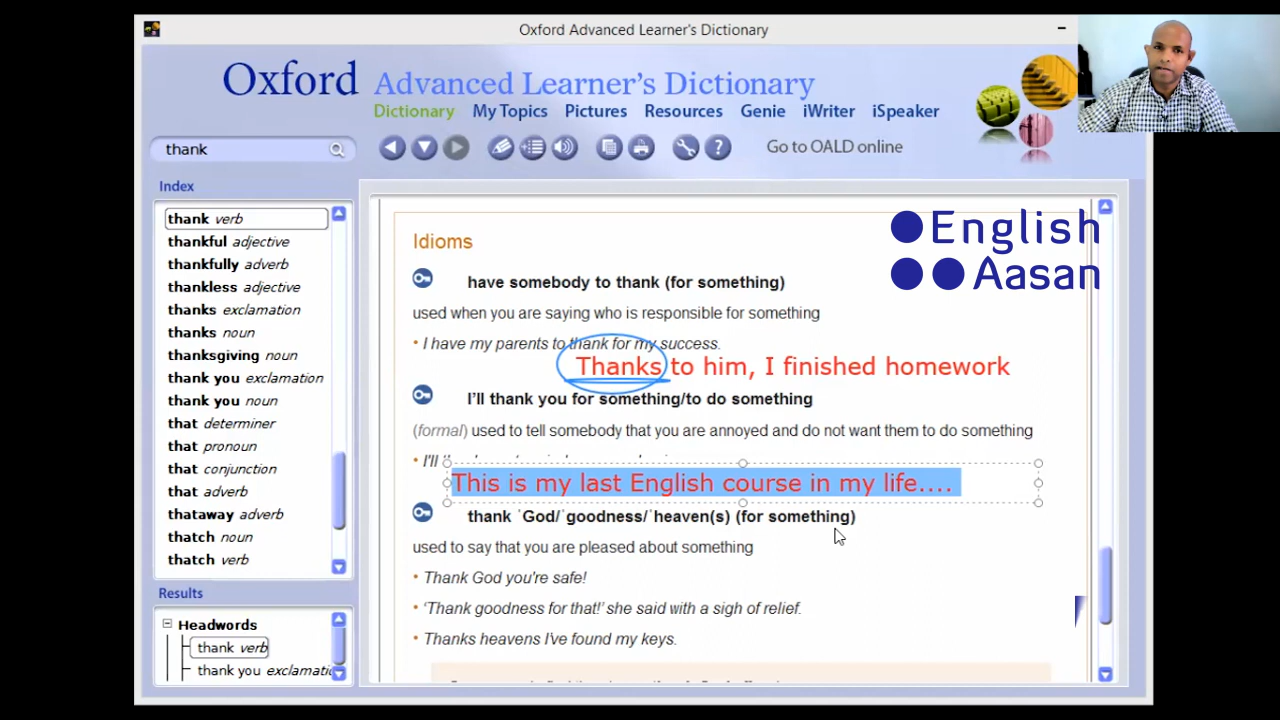 Oxford Advanced Learner's Dictionary
Oxford Advanced Learner's Dictionary
Dictionary My Topics Pictures Resources Genie iWriter iSpeaker
thank
Go to OALD online
Index
thank verb
thankful adjective
thankfully adverb
thankless adjective
thanks exclamation
thanks noun
thanksgiving noun
thank you exclamation
thank you noun
that determiner
that pronoun
that conjunction
that adverb
thataway adverb
thatch noun
thatch verb
Results
Headwords
thank verb
thank you exclamatio
English
Aasan
Idioms
have somebody to thank (for something)
used when you are saying who is responsible for something
• I have my parents to thank for my success.
Thanks to him, I finished homework
I'll thank you for something/to do something
(formal) used to tell somebody that you are annoyed and do not want them to do something
• I'll
This is my last English course in my life....
thank ˈGod/ˈgoodness/ˈheaven(s) (for something)
used to say that you are pleased about something
• Thank God you're safe!
• ‘Thank goodness for that!’ she said with a sigh of relief.
• Thanks heavens I've found my keys.